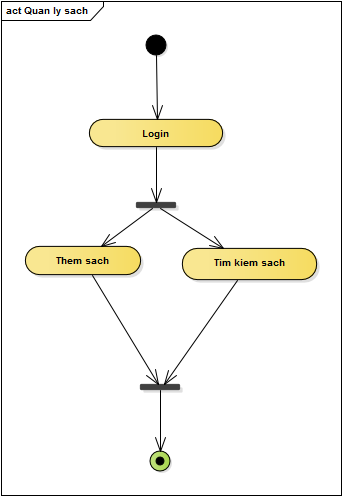 act Quan ly sach
Login
Them sach
Tim kiem sach